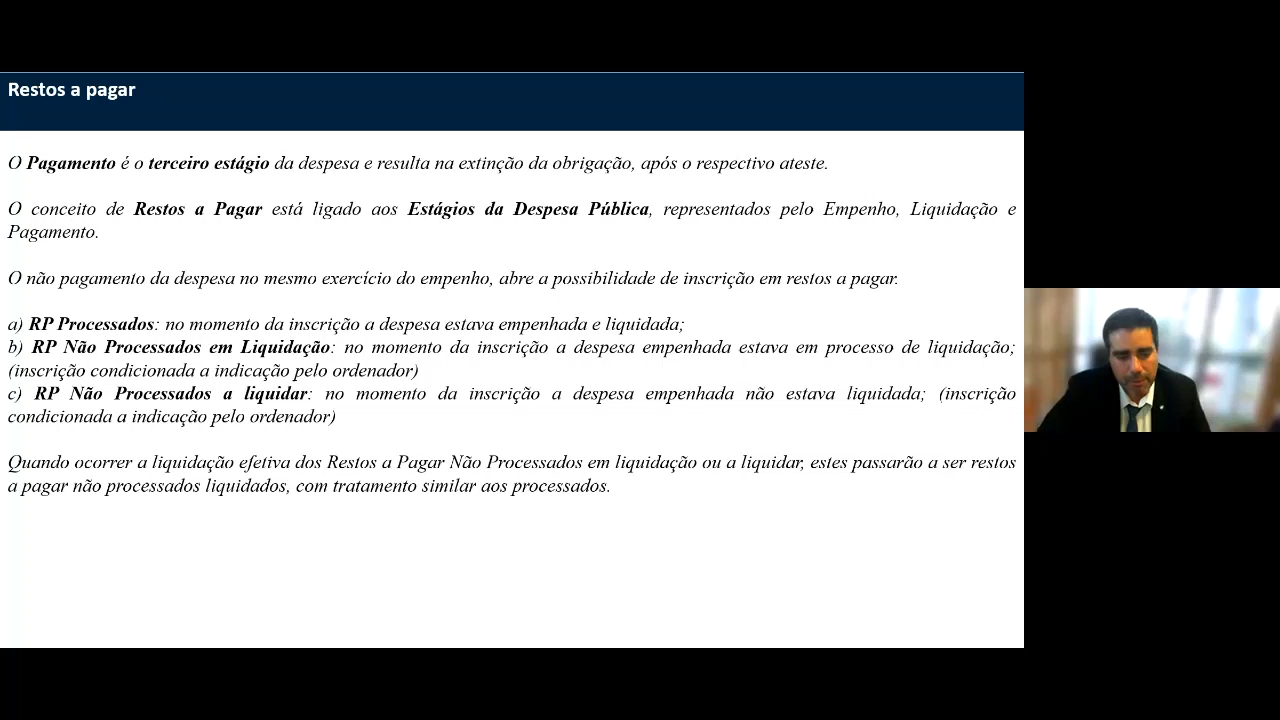 Restos a pagar
O Pagamento é o terceiro estágio da despesa e resulta na extinção da obrigação, após o respectivo ateste.
O conceito de Restos a Pagar está ligado aos Estágios da Despesa Pública, representados pelo Empenho, Liquidação e
Pagamento.
O não pagamento da despesa no mesmo exercício do empenho, abre a possibilidade de inscrição em restos a pagar.
a) RP Processados: no momento da inscrição a despesa estava empenhada e liquidada;
b) RP Não Processados em Liquidação: no momento da inscrição a despesa empenhada estava em processo de liquidação;
(inscrição condicionada a indicação pelo ordenador)
c) RP Não Processados a liquidar: no momento da inscrição a despesa empenhada não estava liquidada; (inscrição
condicionada a indicação pelo ordenador)
Quando ocorrer a liquidação efetiva dos Restos a Pagar Não Processados em liquidação ou a liquidar, estes passarão a ser restos
a pagar não processados liquidados, com tratamento similar aos processados.